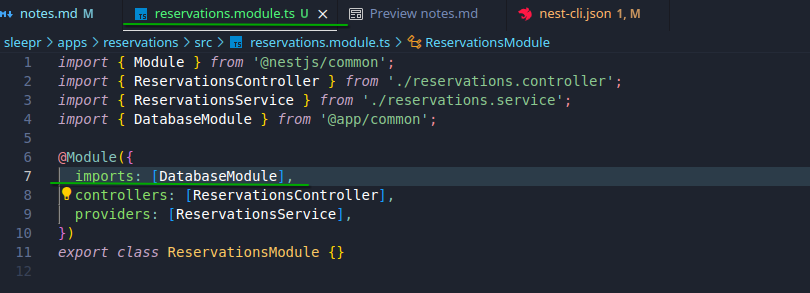 notes.md M reservations.module.ts U Preview notes.md nest-cli.json 1, M
sleepr > apps > reservations > src > reservations.module.ts > ReservationsModule
1 import { Module } from '@nestjs/common';
2 import { ReservationsController } from './reservations.controller';
3 import { ReservationsService } from './reservations.service';
4 import { DatabaseModule } from '@app/common';
5
6 @Module({
7 imports: [DatabaseModule],
8 controllers: [ReservationsController],
9 providers: [ReservationsService],
10 })
11 export class ReservationsModule {}
12